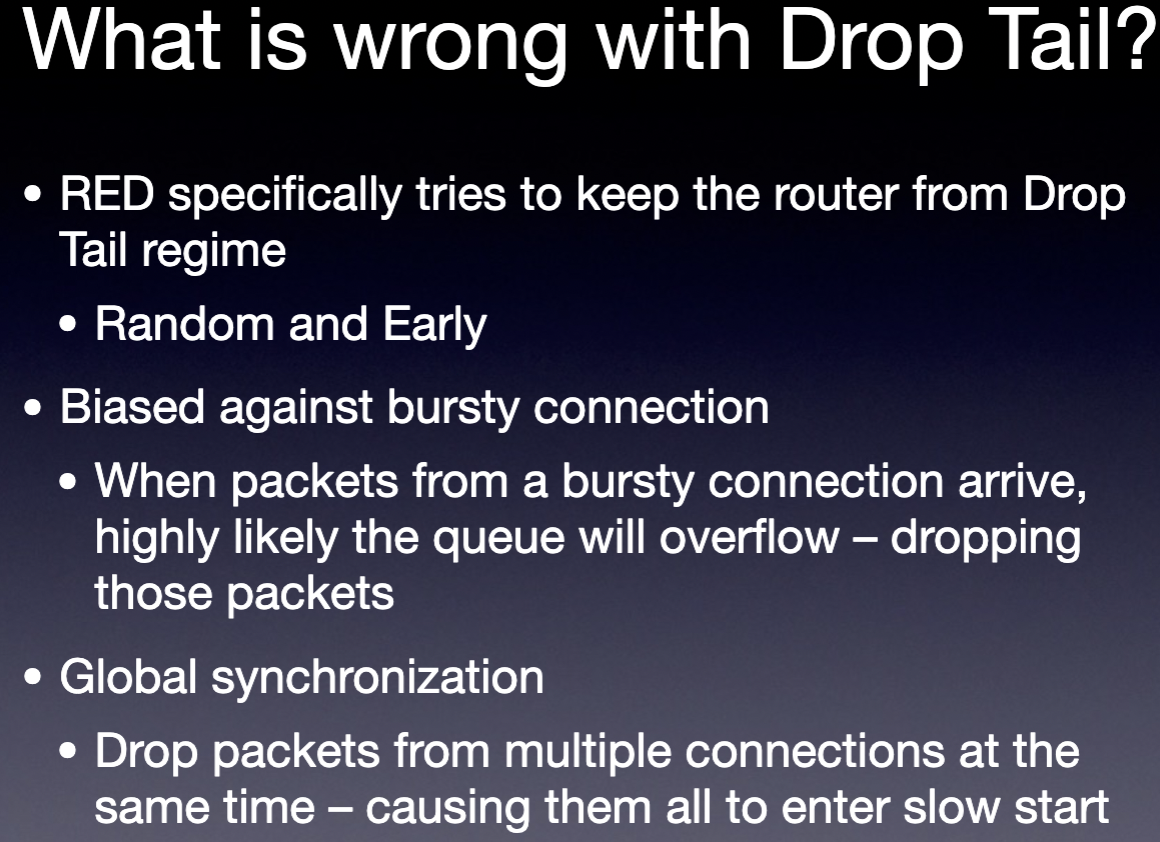 What is wrong with Drop Tail?
• RED specifically tries to keep the router from Drop
Tail regime
• Random and Early
• Biased against bursty connection
• When packets from a bursty connection arrive,
highly likely the queue will overflow – dropping
those packets
• Global synchronization
• Drop packets from multiple connections at the
same time – causing them all to enter slow start